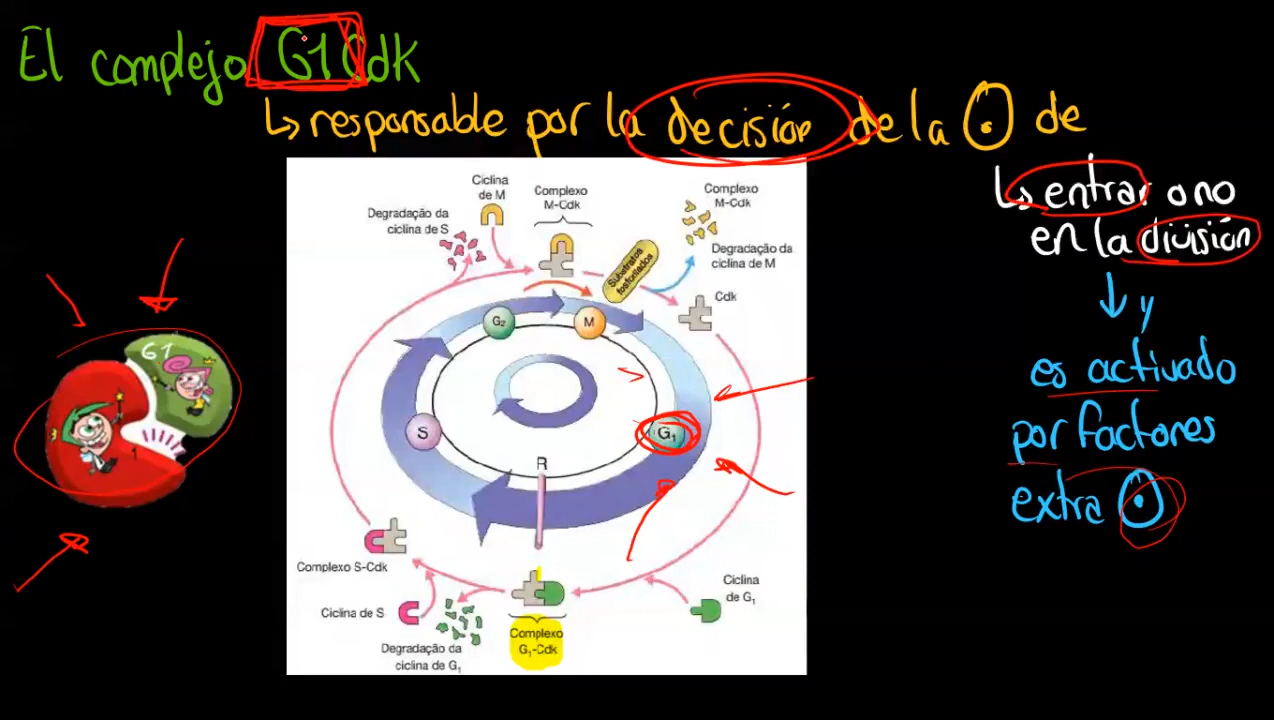 El complejo G1Cdk
↳ responsable por la decisión de la ⊙ de
↳ entrar o no
en la división
↓ y
es activado
por factores
extra ⊙
Ciclina
de M
Complexo
M-Cdk
Complexo
M-Cdk
Degradação da
ciclina de S
Substratos
fosforilados
Degradação da
ciclina de M
Cdk
G₂
M
S
G₁
R
G1
1
Complexo S-Cdk
Ciclina de S
Degradação da
ciclina de G₁
Complexo
G₁-Cdk
Ciclina
de G₁